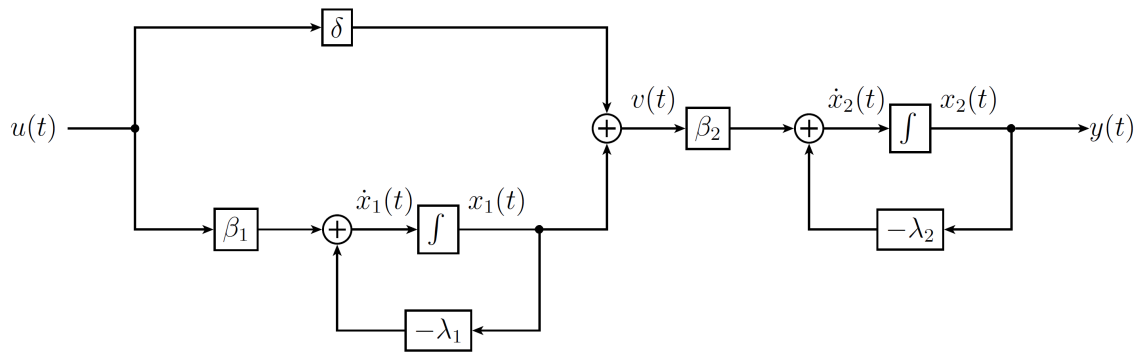 δ
u(t) v(t) β₂ ẋ₂(t) ∫ x₂(t) y(t)
+ +
β₁ ẋ₁(t) ∫ x₁(t) −λ₂
+
−λ₁